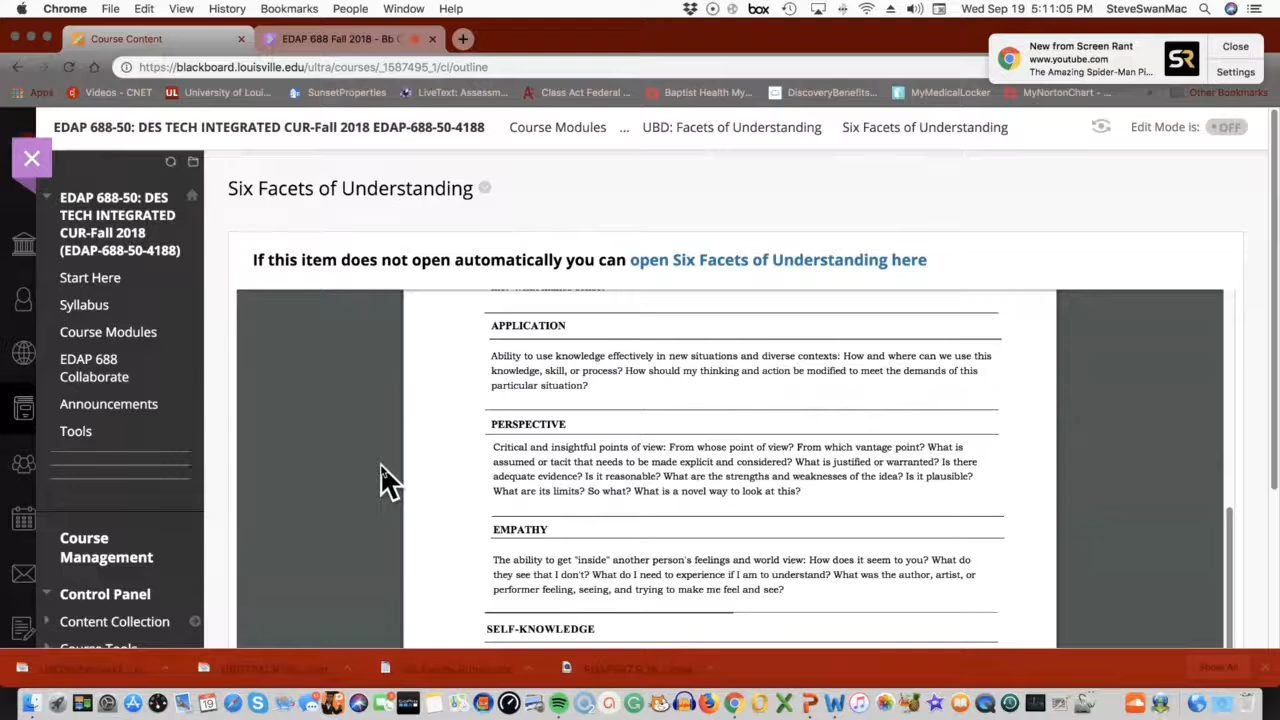 Chrome File Edit View History Bookmarks People Window Help box Wed Sep 19 5:11:05 PM SteveSwanMac
Course Content EDAP 688 Fall 2018 - Bb C
New from Screen Rant
www.youtube.com
The Amazing Spider-Man Pi...
Close
Settings
SR
https://blackboard.louisville.edu/ultra/courses/_1587495_1/cl/outline
Apps Videos - CNET University of Loui... SunsetProperties LiveText: Assessm... Class Act Federal ... Baptist Health My... DiscoveryBenefits... MyMedicalLocker MyNortonChart - ... Other Bookmarks
EDAP 688-50: DES TECH INTEGRATED CUR-Fall 2018 EDAP-688-50-4188 Course Modules ... UBD: Facets of Understanding Six Facets of Understanding Edit Mode is: OFF
EDAP 688-50: DES
TECH INTEGRATED
CUR-Fall 2018
(EDAP-688-50-4188)
Start Here
Syllabus
Course Modules
EDAP 688
Collaborate
Announcements
Tools
Course
Management
Control Panel
Content Collection
Course Tools
Six Facets of Understanding
If this item does not open automatically you can open Six Facets of Understanding here
APPLICATION
Ability to use knowledge effectively in new situations and diverse contexts: How and where can we use this
knowledge, skill, or process? How should my thinking and action be modified to meet the demands of this
particular situation?
PERSPECTIVE
Critical and insightful points of view: From whose point of view? From which vantage point? What is
assumed or tacit that needs to be made explicit and considered? What is justified or warranted? Is there
adequate evidence? Is it reasonable? What are the strengths and weaknesses of the idea? Is it plausible?
What are its limits? So what? What is a novel way to look at this?
EMPATHY
The ability to get "inside" another person's feelings and world view: How does it seem to you? What do
they see that I don't? What do I need to experience if I am to understand? What was the author, artist, or
performer feeling, seeing, and trying to make me feel and see?
SELF-KNOWLEDGE
Show All